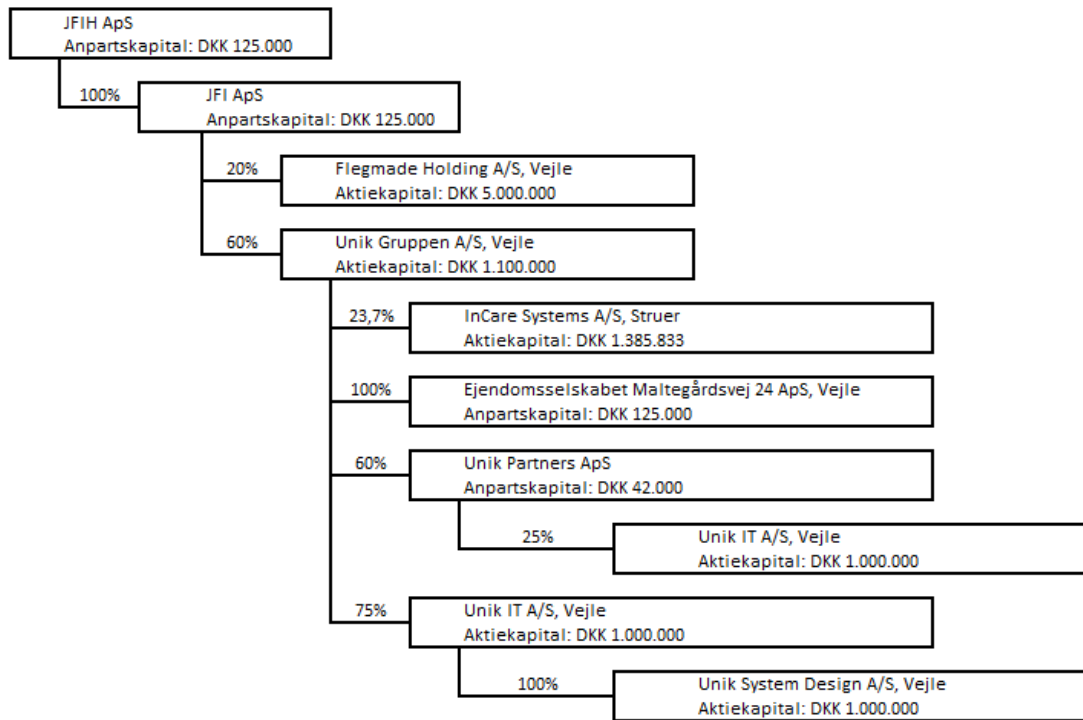 JFIH ApS
Anpartskapital: DKK 125.000
100%
JFI ApS
Anpartskapital: DKK 125.000
20%
Flegmade Holding A/S, Vejle
Aktiekapital: DKK 5.000.000
60%
Unik Gruppen A/S, Vejle
Aktiekapital: DKK 1.100.000
23,7%
InCare Systems A/S, Struer
Aktiekapital: DKK 1.385.833
100%
Ejendomsselskabet Maltegårdsvej 24 ApS, Vejle
Anpartskapital: DKK 125.000
60%
Unik Partners ApS
Anpartskapital: DKK 42.000
25%
Unik IT A/S, Vejle
Aktiekapital: DKK 1.000.000
75%
Unik IT A/S, Vejle
Aktiekapital: DKK 1.000.000
100%
Unik System Design A/S, Vejle
Aktiekapital: DKK 1.000.000